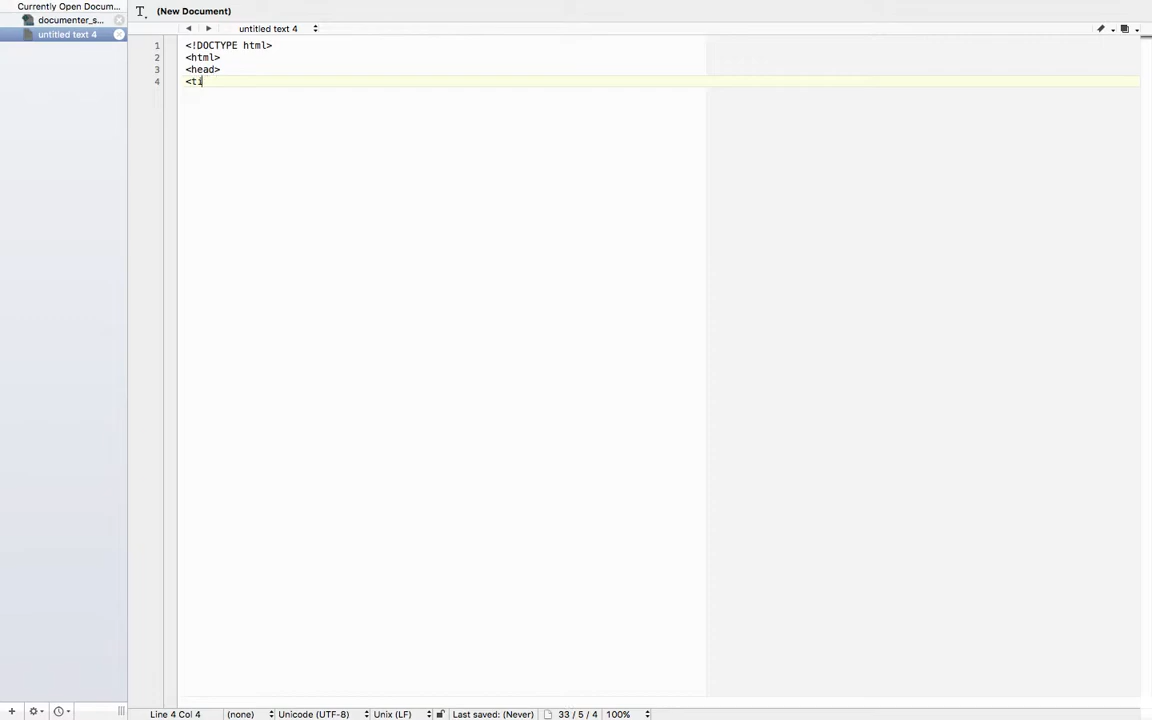 Currently Open Docum...
(New Document)
documenter_s...
untitled text 4
untitled text 4
1 <!DOCTYPE html>
2 <html>
3 <head>
4 <ti
Line 4 Col 4
(none)
Unicode (UTF-8)
Unix (LF)
Last saved: (Never)
33 / 5 / 4
100%